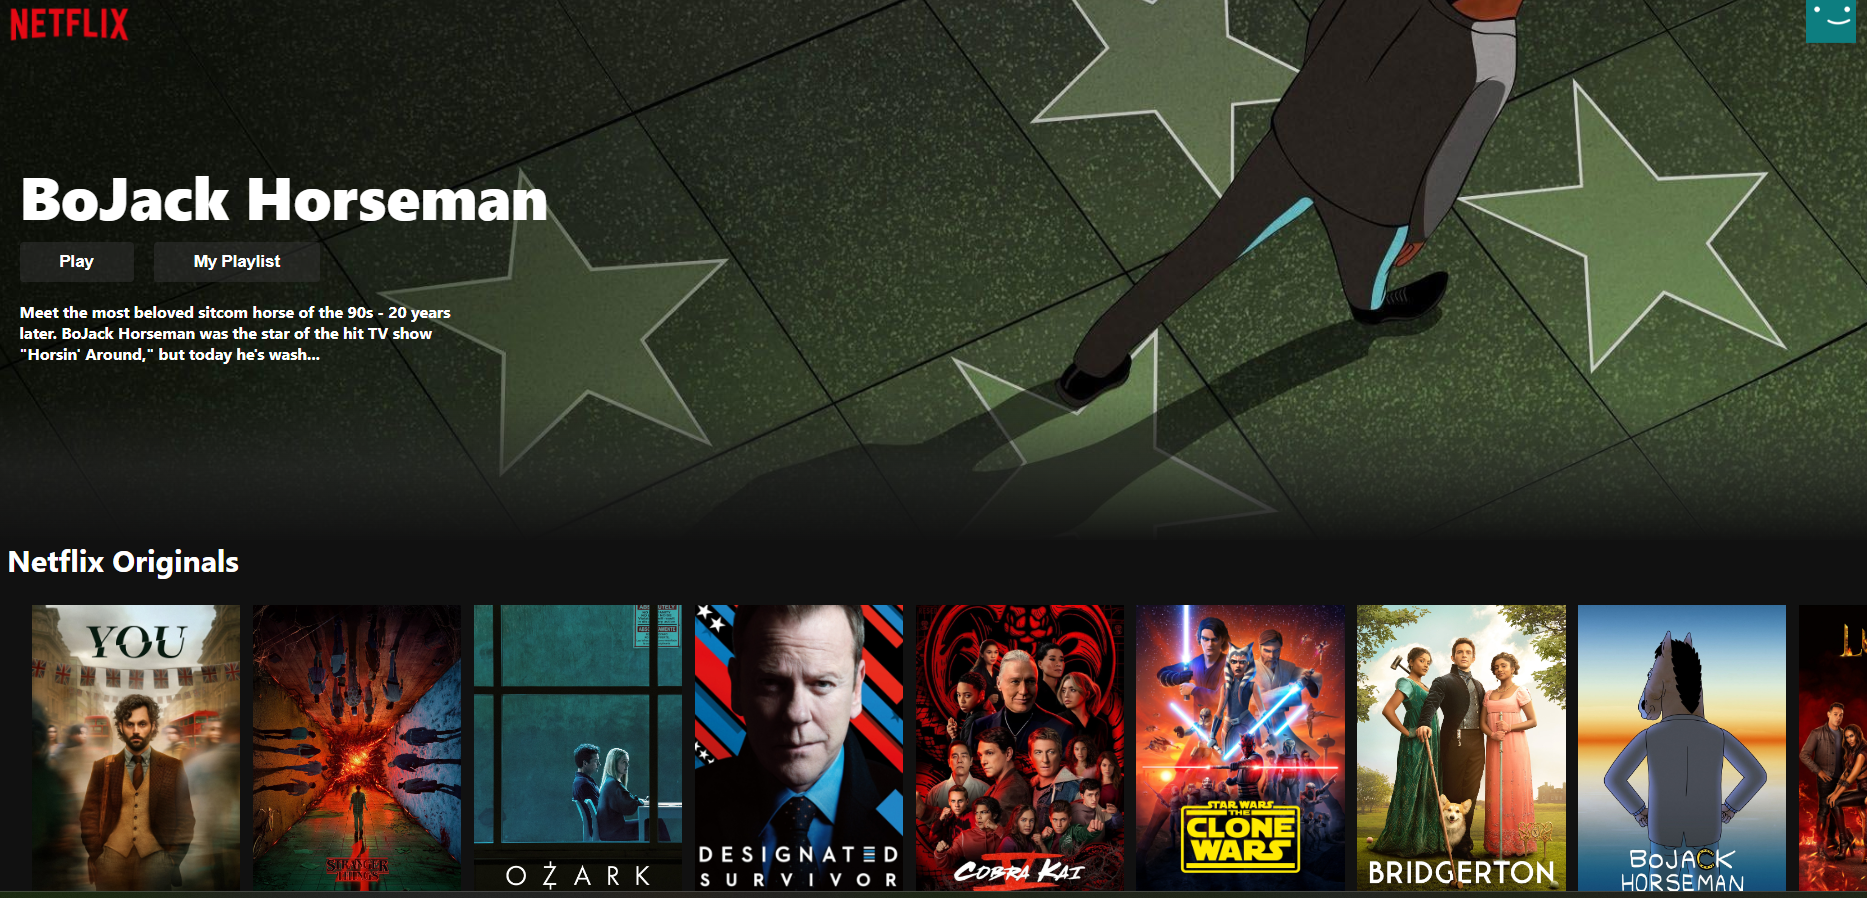 NETFLIX
BoJack Horseman
Play
My Playlist
Meet the most beloved sitcom horse of the 90s - 20 years
later. BoJack Horseman was the star of the hit TV show
"Horsin' Around," but today he's wash...
Netflix Originals
YOU
STRANGER
THINGS
OZARK
DESIGNATED
SURVIVOR
COBRA KAI
STAR WARS
THE
CLONE
WARS
BRIDGERTON
BOJACK
HORSEMAN